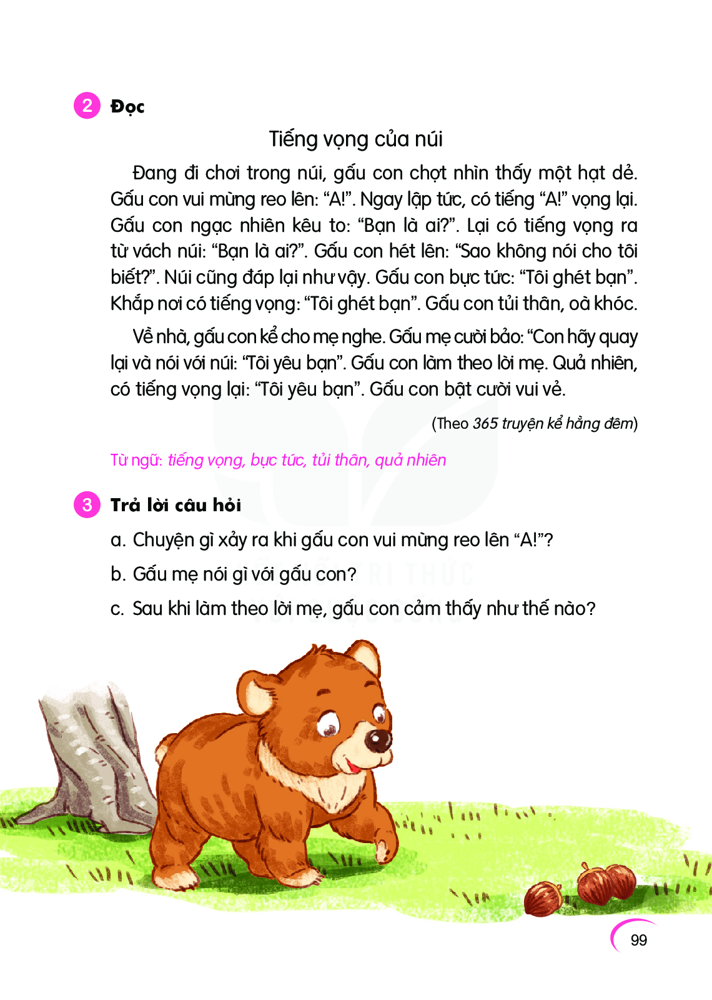 2 Đọc
Tiếng vọng của núi
Đang đi chơi trong núi, gấu con chợt nhìn thấy một hạt dẻ.
Gấu con vui mừng reo lên: “A!”. Ngay lập tức, có tiếng “A!” vọng lại.
Gấu con ngạc nhiên kêu to: “Bạn là ai?”. Lại có tiếng vọng ra
từ vách núi: “Bạn là ai?”. Gấu con hét lên: “Sao không nói cho tôi
biết?”. Núi cũng đáp lại như vậy. Gấu con bực tức: “Tôi ghét bạn”.
Khắp nơi có tiếng vọng: “Tôi ghét bạn”. Gấu con tủi thân, oà khóc.
Về nhà, gấu con kể cho mẹ nghe. Gấu mẹ cười bảo: “Con hãy quay
lại và nói với núi: “Tôi yêu bạn”. Gấu con làm theo lời mẹ. Quả nhiên,
có tiếng vọng lại: “Tôi yêu bạn”. Gấu con bật cười vui vẻ.
(Theo 365 truyện kể hằng đêm)
Từ ngữ: tiếng vọng, bực tức, tủi thân, quả nhiên
3 Trả lời câu hỏi
a. Chuyện gì xảy ra khi gấu con vui mừng reo lên “A!”?
b. Gấu mẹ nói gì với gấu con?
c. Sau khi làm theo lời mẹ, gấu con cảm thấy như thế nào?
99